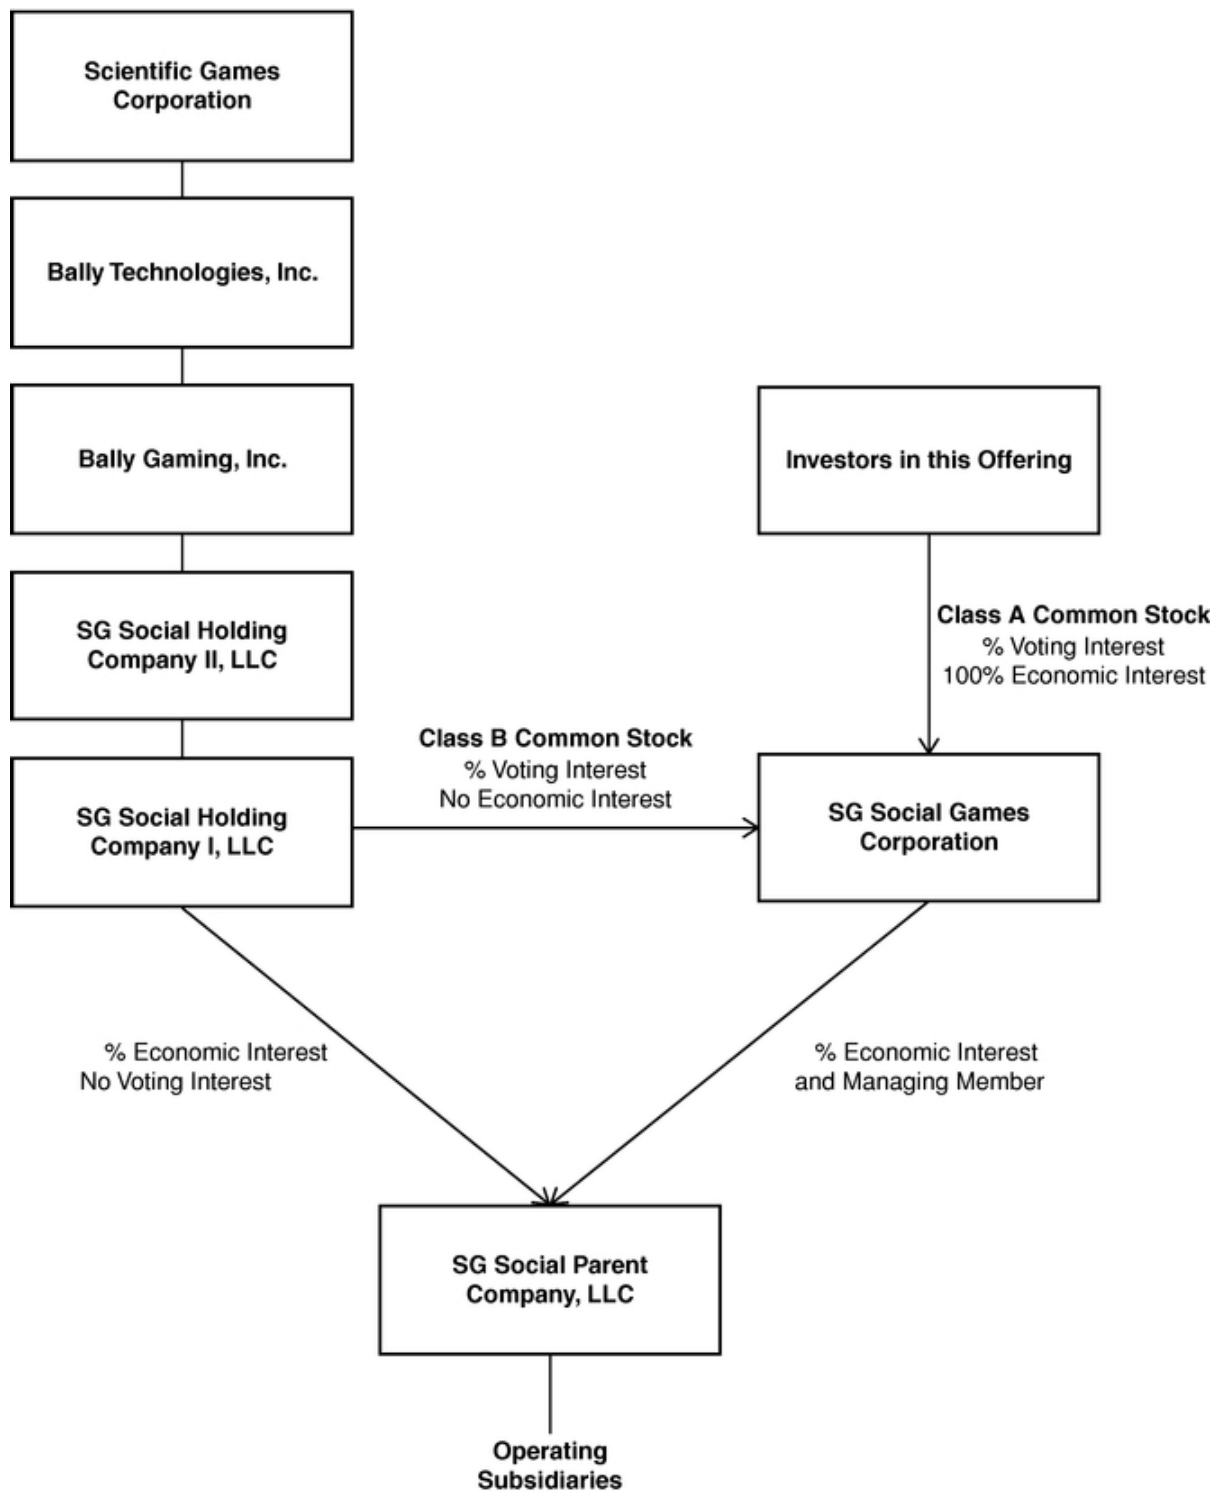 Scientific Games
Corporation
Bally Technologies, Inc.
Bally Gaming, Inc.
Investors in this Offering
SG Social Holding
Company II, LLC
Class A Common Stock
% Voting Interest
100% Economic Interest
Class B Common Stock
% Voting Interest
No Economic Interest
SG Social Holding
Company I, LLC
SG Social Games
Corporation
% Economic Interest
No Voting Interest
% Economic Interest
and Managing Member
SG Social Parent
Company, LLC
Operating
Subsidiaries